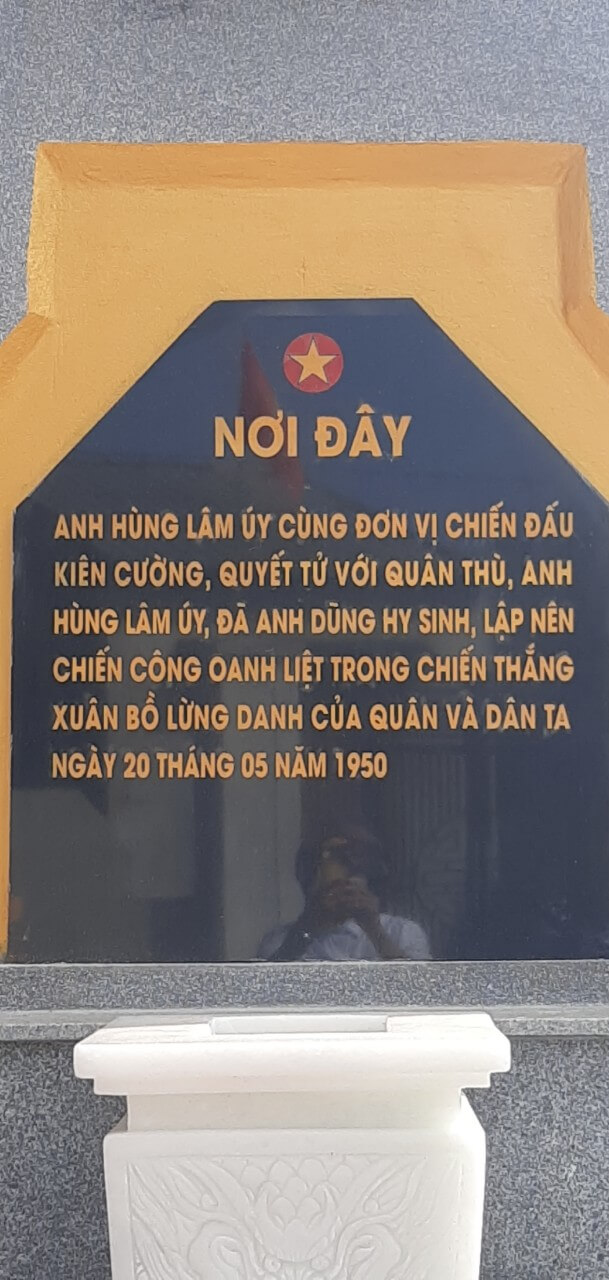 NƠI ĐÂY
ANH HÙNG LÂM ÚY CÙNG ĐƠN VỊ CHIẾN ĐẤU
KIÊN CƯỜNG, QUYẾT TỬ VỚI QUÂN THÙ, ANH
HÙNG LÂM ÚY, ĐÃ ANH DŨNG HY SINH, LẬP NÊN
CHIẾN CÔNG OANH LIỆT TRONG CHIẾN THẮNG
XUÂN BỒ LỪNG DANH CỦA QUÂN VÀ DÂN TA
NGÀY 20 THÁNG 05 NĂM 1950